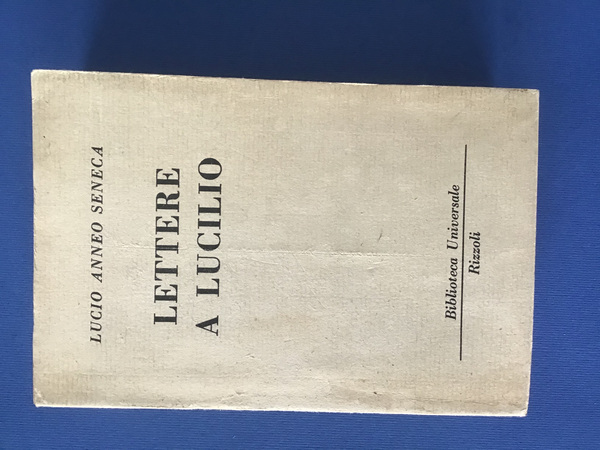 LUCIO ANNEO SENECA
LETTERE
A LUCILIO
Biblioteca Universale
Rizzoli